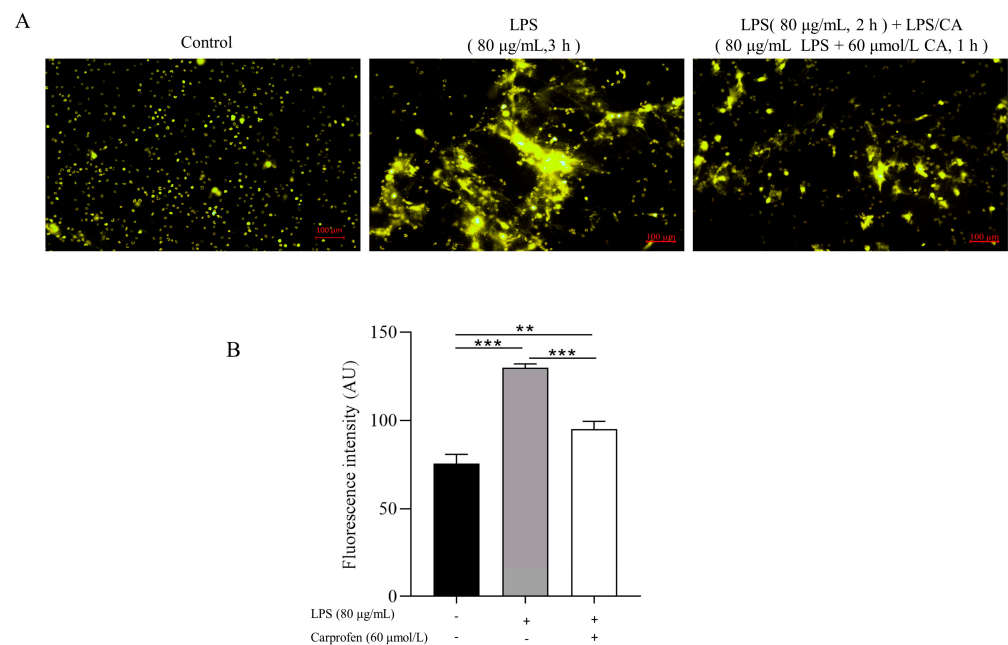 A
Control
LPS
( 80 μg/mL,3 h )
LPS( 80 μg/mL, 2 h ) + LPS/CA
( 80 μg/mL LPS + 60 μmol/L CA, 1 h )
100 μm
100 μm
100 μm
B
Fluorescence intensity (AU)
150
100
50
0
**
***
***
LPS (80 μg/mL) - + +
Carprofen (60 μmol/L) - - +